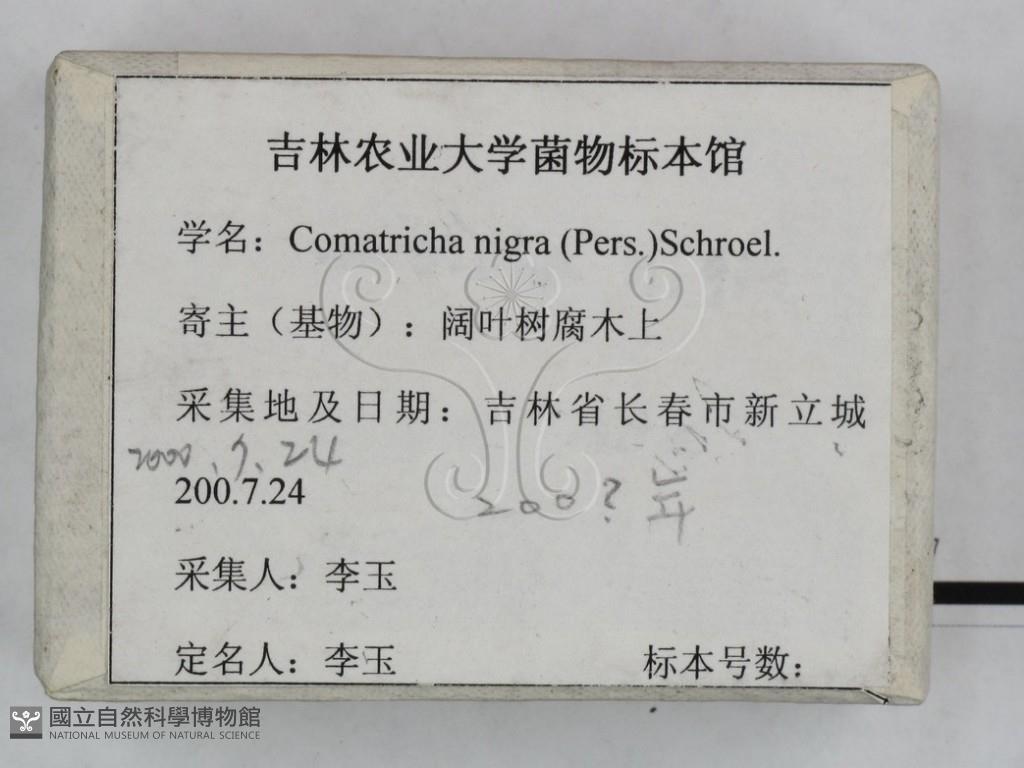 吉林农业大学菌物标本馆
学名：Comatricha nigra (Pers.)Schroel.
寄主（基物）：阔叶树腐木上
采集地及日期：吉林省长春市新立城
2000.7.24
200.7.24
200?年
采集人：李玉
定名人：李玉
标本号数：
國立自然科學博物館
NATIONAL MUSEUM OF NATURAL SCIENCE